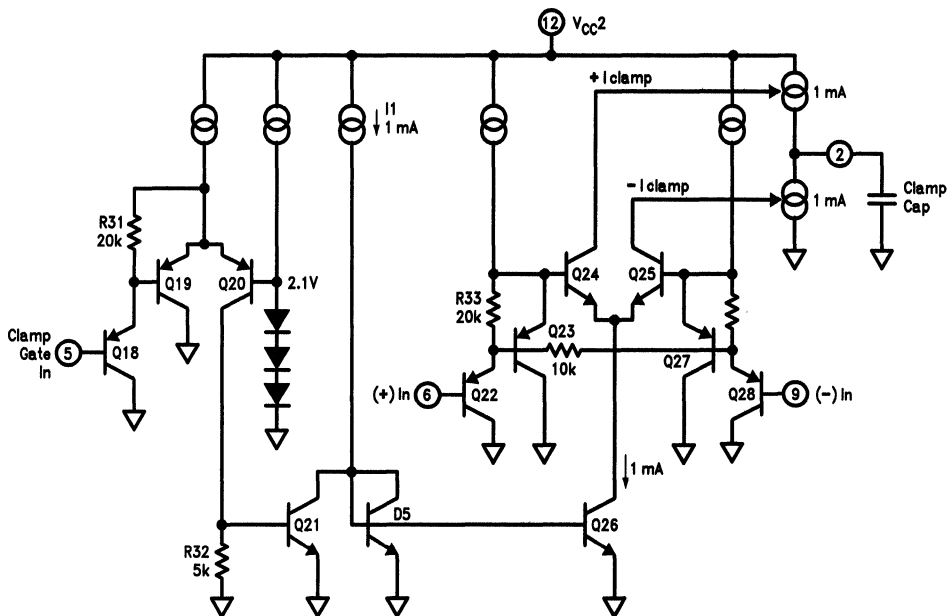 12 VCC2
+ I clamp
I1
1 mA
1 mA
2
− I clamp
1 mA
Clamp
Cap
R31
20k
Q19
Q20
2.1V
Q24
Q25
R33
20k
Q23
10k
Q27
Clamp
Gate
In
5
Q18
(+) In 6
Q22
Q28
9 (−) In
1 mA
Q21
D5
Q26
R32
5k